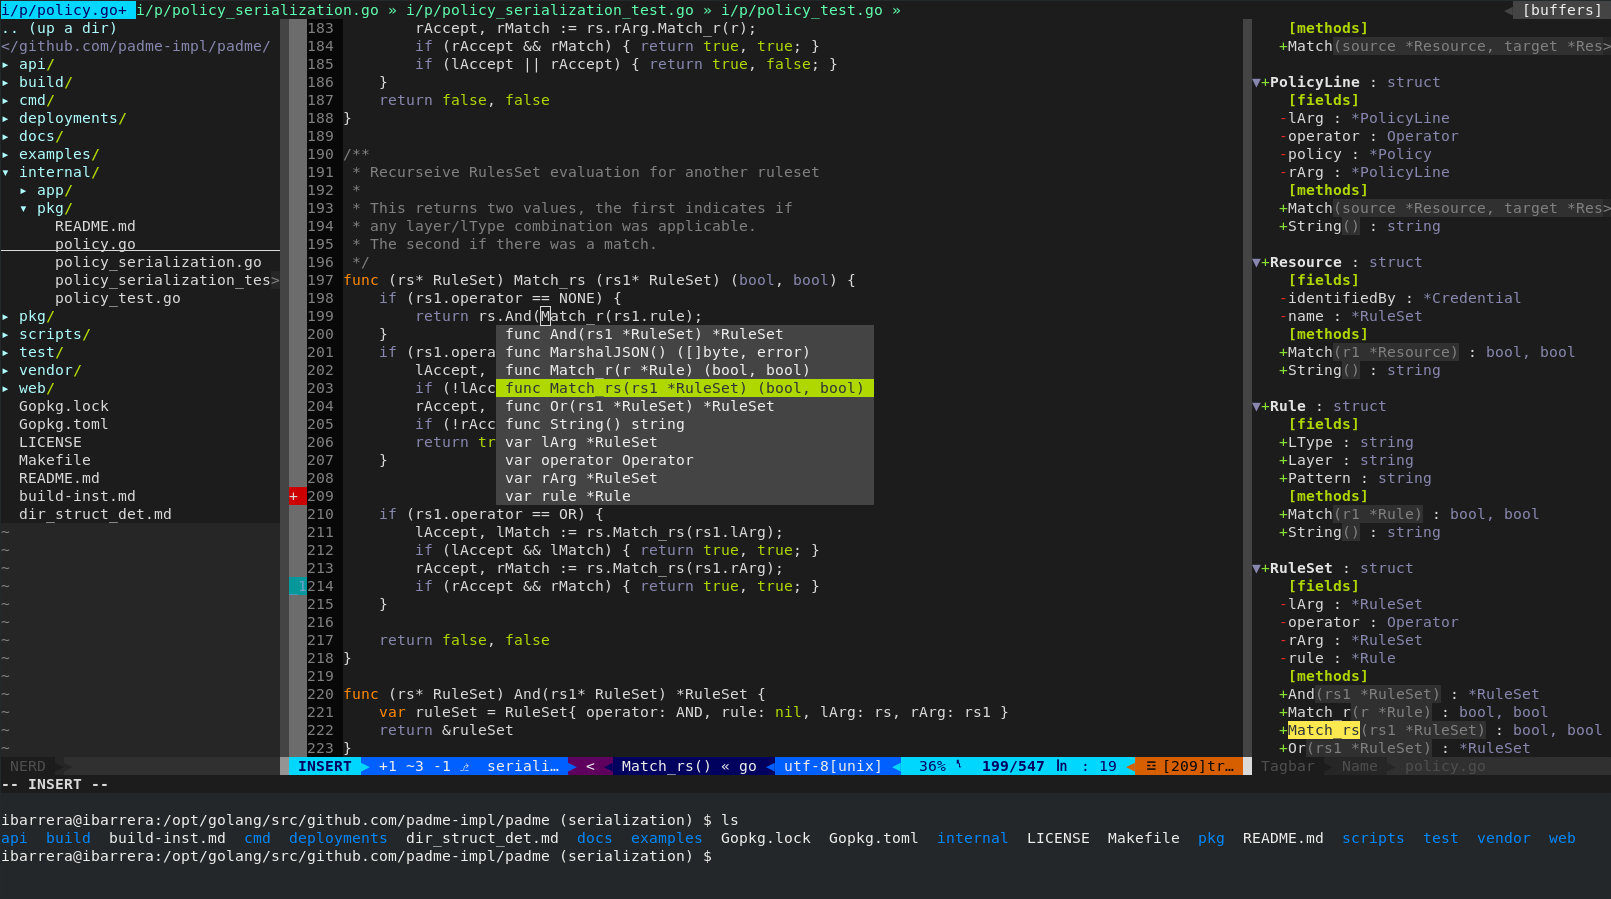 i/p/policy.go+ i/p/policy_serialization.go » i/p/policy_serialization_test.go » i/p/policy_test.go » [buffers]
.. (up a dir)
</github.com/padme-impl/padme/
▸ api/
▸ build/
▸ cmd/
▸ deployments/
▸ docs/
▸ examples/
▾ internal/
▸ app/
▾ pkg/
README.md
policy.go
policy_serialization.go
policy_serialization_tes>
policy_test.go
▸ pkg/
▸ scripts/
▸ test/
▸ vendor/
▸ web/
Gopkg.lock
Gopkg.toml
LICENSE
Makefile
README.md
build-inst.md
dir_struct_det.md
~
~
~
~
~
~
~
~
~
~
~
~
~
NERD
183 rAccept, rMatch := rs.rArg.Match_r(r);
184 if (rAccept && rMatch) { return true, true; }
185 if (lAccept || rAccept) { return true, false; }
186 }
187 return false, false
188 }
189
190 /**
191 * Recurseive RulesSet evaluation for another ruleset
192 *
193 * This returns two values, the first indicates if
194 * any layer/lType combination was applicable.
195 * The second if there was a match.
196 */
197 func (rs* RuleSet) Match_rs (rs1* RuleSet) (bool, bool) {
198 if (rs1.operator == NONE) {
199 return rs.And(Match_r(rs1.rule);
200 }
201 if (rs1.opera
202 lAccept,
203 if (!lAcc
204 rAccept,
205 if (!rAcc
206 return tr
207 }
208
+ 209
210 if (rs1.operator == OR) {
211 lAccept, lMatch := rs.Match_rs(rs1.lArg);
212 if (lAccept && lMatch) { return true, true; }
213 rAccept, rMatch := rs.Match_rs(rs1.rArg);
_1 214 if (rAccept && rMatch) { return true, true; }
215 }
216
217 return false, false
218 }
219
220 func (rs* RuleSet) And(rs1* RuleSet) *RuleSet {
221 var ruleSet = RuleSet{ operator: AND, rule: nil, lArg: rs, rArg: rs1 }
222 return &ruleSet
223 }
func And(rs1 *RuleSet) *RuleSet
func MarshalJSON() ([]byte, error)
func Match_r(r *Rule) (bool, bool)
func Match_rs(rs1 *RuleSet) (bool, bool)
func Or(rs1 *RuleSet) *RuleSet
func String() string
var lArg *RuleSet
var operator Operator
var rArg *RuleSet
var rule *Rule
INSERT +1 ~3 -1 seriali… < Match_rs() « go utf-8[unix] 36% 199/547 ln : 19 ☲ [209]tr…
[methods]
+Match(source *Resource, target *Res>
▼+PolicyLine : struct
[fields]
-lArg : *PolicyLine
-operator : Operator
-policy : *Policy
-rArg : *PolicyLine
[methods]
+Match(source *Resource, target *Res>
+String() : string
▼+Resource : struct
[fields]
-identifiedBy : *Credential
-name : *RuleSet
[methods]
+Match(r1 *Resource) : bool, bool
+String() : string
▼+Rule : struct
[fields]
+LType : string
+Layer : string
+Pattern : string
[methods]
+Match(r1 *Rule) : bool, bool
+String() : string
▼+RuleSet : struct
[fields]
-lArg : *RuleSet
-operator : Operator
-rArg : *RuleSet
-rule : *Rule
[methods]
+And(rs1 *RuleSet) : *RuleSet
+Match_r(r *Rule) : bool, bool
+Match_rs(rs1 *RuleSet) : bool, bool
+Or(rs1 *RuleSet) : *RuleSet
Tagbar Name policy.go
-- INSERT --
ibarrera@ibarrera:/opt/golang/src/github.com/padme-impl/padme (serialization) $ ls
api build build-inst.md cmd deployments dir_struct_det.md docs examples Gopkg.lock Gopkg.toml internal LICENSE Makefile pkg README.md scripts test vendor web
ibarrera@ibarrera:/opt/golang/src/github.com/padme-impl/padme (serialization) $